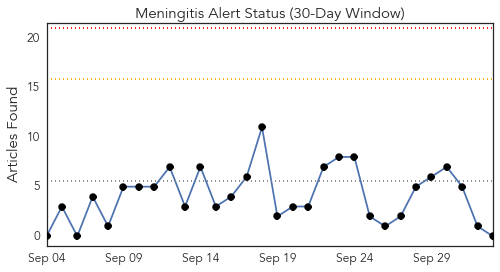 Meningitis Alert Status (30-Day Window)
Articles Found
20
15
10
5
0
Sep 04 Sep 09 Sep 14 Sep 19 Sep 24 Sep 29